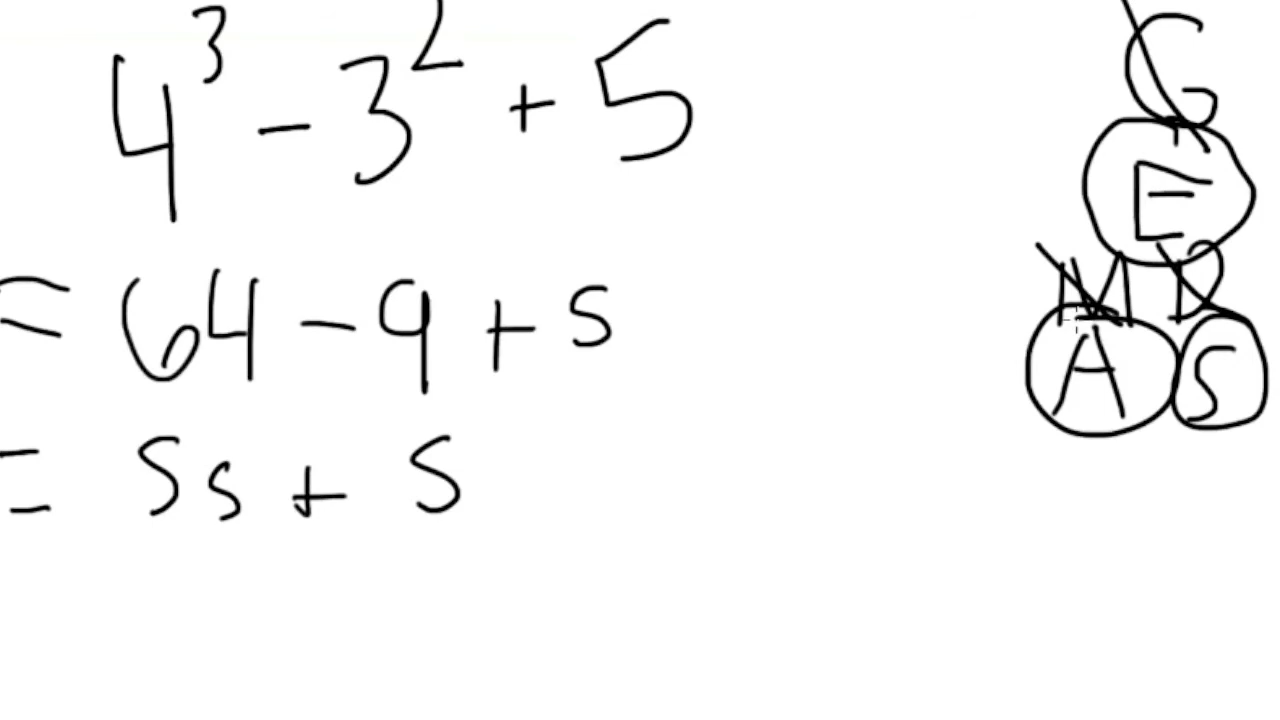 4³ - 3² + 5
= 64 - 9 + 5
= 55 + 5
G
E
M D
A S